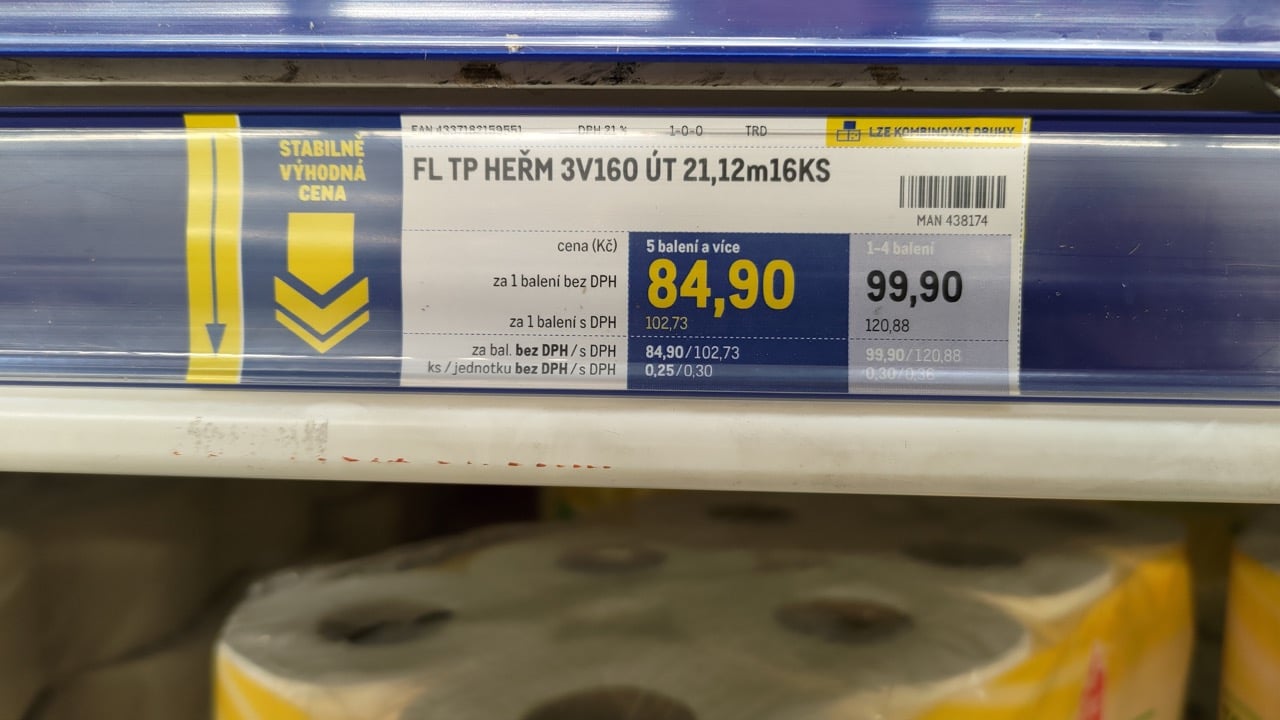 STABILNĚ
VÝHODNÁ
CENA
EAN 4337182159551 DPH 21 % 1-0-0 TRD LZE KOMBINOVAT DRUHY
FL TP HEŘM 3V160 ÚT 21,12m16KS
MAN 438174
cena (Kč) 5 balení a více 1–4 balení
za 1 balení bez DPH 84,90 99,90
za 1 balení s DPH 102,73 120,88
za bal. bez DPH / s DPH 84,90/102,73 99,90/120,88
ks / jednotku bez DPH / s DPH 0,25/0,30 0,30/0,36